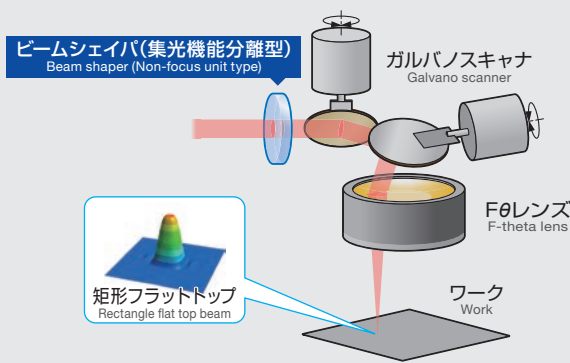 ビームシェイパ(集光機能分離型)
Beam shaper (Non-focus unit type)
ガルバノスキャナ
Galvano scanner
Fθレンズ
F-theta lens
矩形フラットトップ
Rectangle flat top beam
ワーク
Work